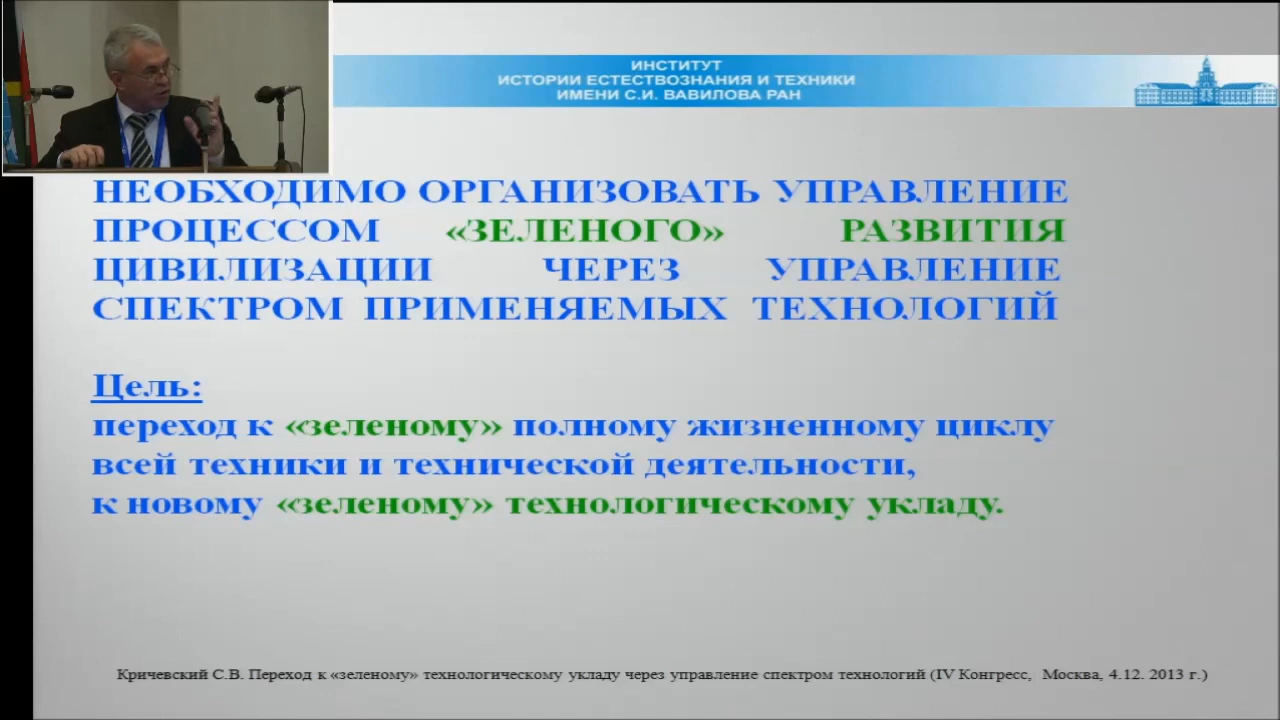 ИНСТИТУТ
ИСТОРИИ ЕСТЕСТВОЗНАНИЯ И ТЕХНИКИ
ИМЕНИ С.И. ВАВИЛОВА РАН
НЕОБХОДИМО ОРГАНИЗОВАТЬ УПРАВЛЕНИЕ
ПРОЦЕССОМ «ЗЕЛЕНОГО» РАЗВИТИЯ
ЦИВИЛИЗАЦИИ ЧЕРЕЗ УПРАВЛЕНИЕ
СПЕКТРОМ ПРИМЕНЯЕМЫХ ТЕХНОЛОГИЙ
Цель:
переход к «зеленому» полному жизненному циклу
всей техники и технической деятельности,
к новому «зеленому» технологическому укладу.
Кричевский С.В. Переход к «зеленому» технологическому укладу через управление спектром технологий (IV Конгресс, Москва, 4.12. 2013 г.)